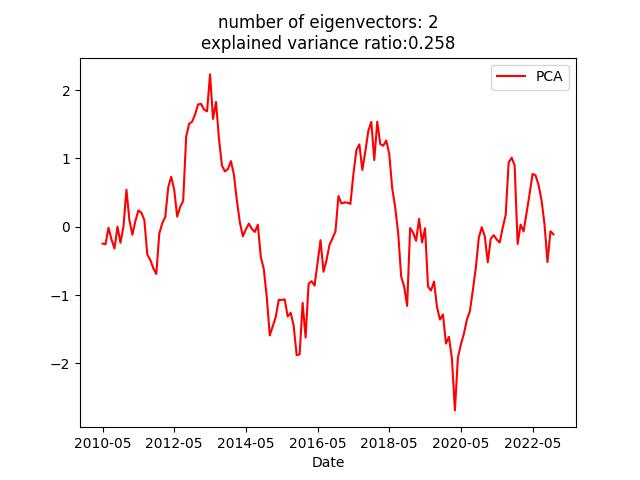 number of eigenvectors: 2
explained variance ratio:0.258
PCA
2
1
0
−1
−2
2010-05 2012-05 2014-05 2016-05 2018-05 2020-05 2022-05
Date